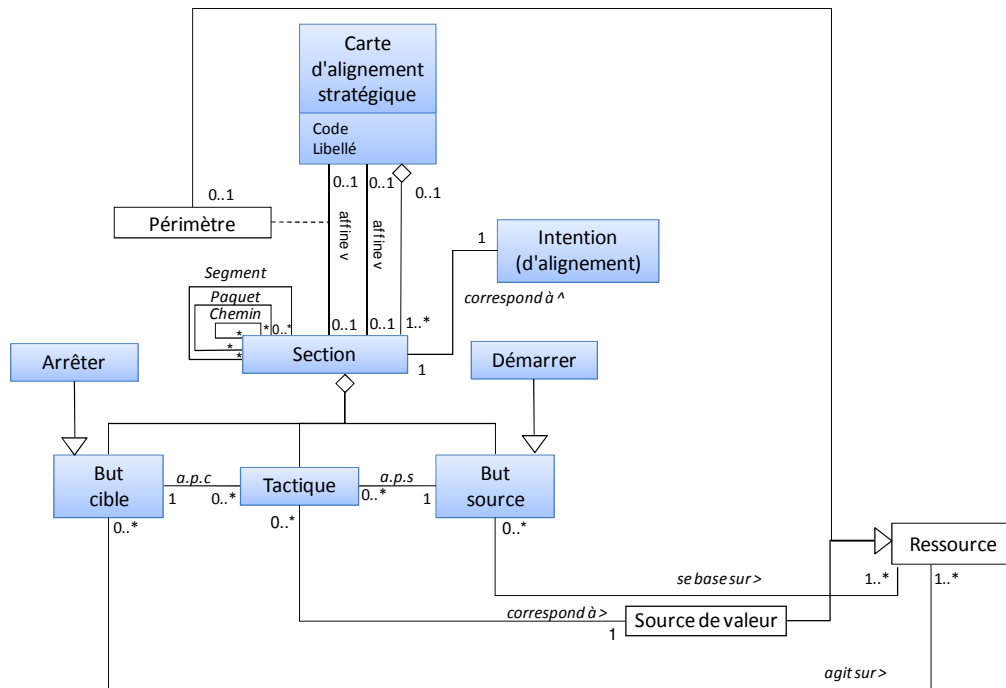 Carte
d'alignement
stratégique
Code
Libellé
0..1
0..1
0..1
0..1
Périmètre
affine v
affine v
1
Intention
(d'alignement)
correspond à ^
Segment
Paquet
Chemin
*
*
0..*
*
*
0..1
0..1
1..*
Section
1
Arrêter
Démarrer
But
cible
a.p.c
1
0..*
Tactique
a.p.s
0..*
1
But
source
0..*
0..*
0..*
Ressource
se base sur >
1..*
1..*
correspond à >
1
Source de valeur
agit sur >